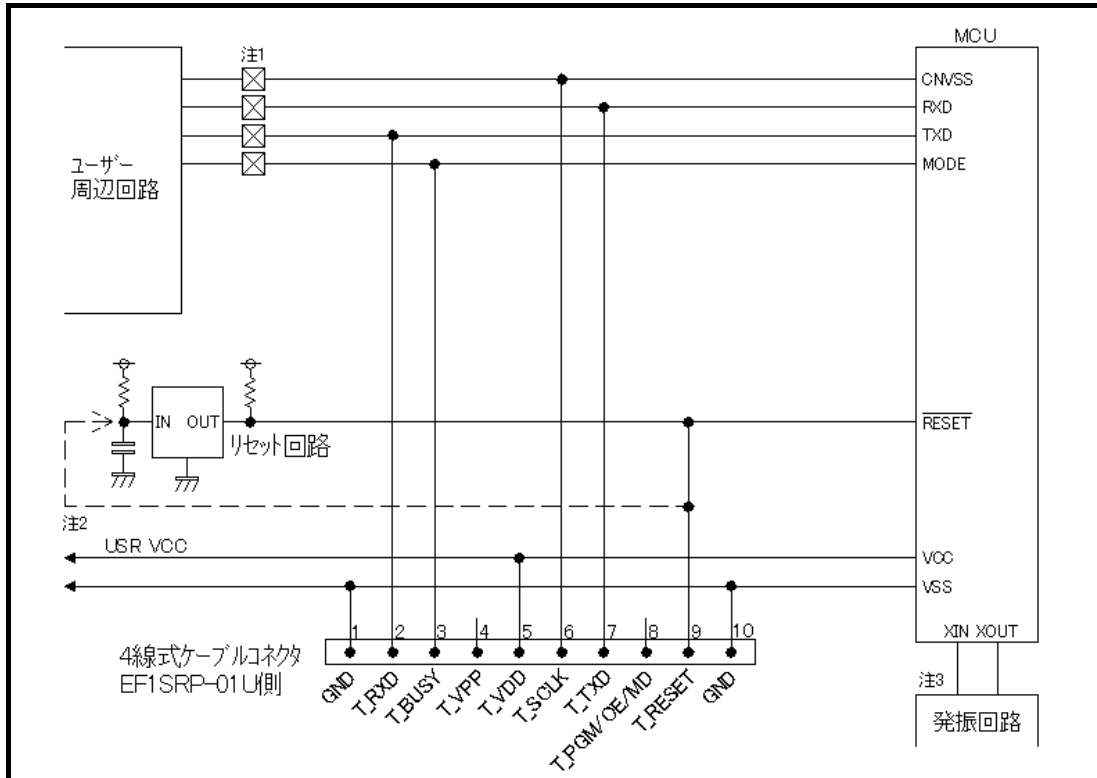 MCU
注1
CNVSS
RXD
TXD
MODE
ユーザー
周辺回路
IN OUT
リセット回路
RESET
注2
USR VCC
VCC
VSS
1 2 3 4 5 6 7 8 9 10
4線式ケーブルコネクタ
EF1SRP-01U側
GND
T_RXD
T_BUSY
T_VPP
T_VDD
T_SCLK
T_TXD
T_PGM/OE/MD
T_RESET
GND
XIN XOUT
注3
発振回路